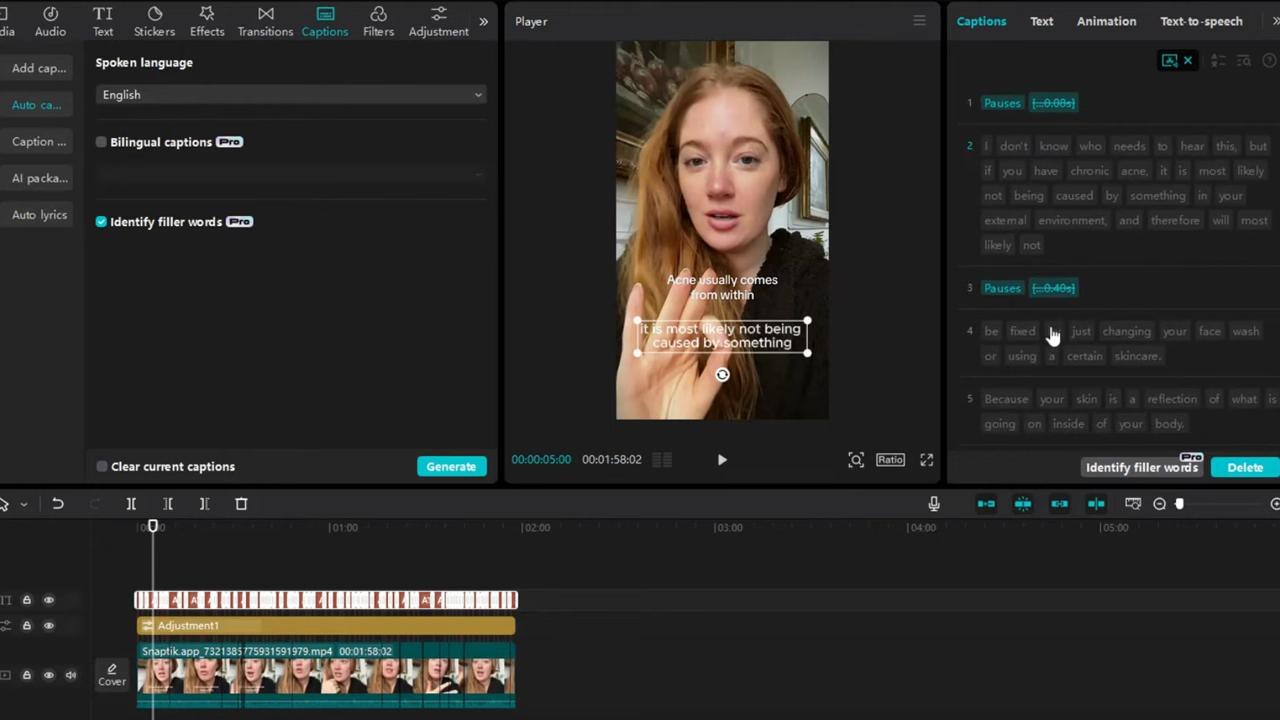 dia
Audio
TI
Text
Stickers
Effects
Transitions
Captions
Filters
Adjustment
»
Add cap...
Auto ca...
Caption ...
AI packa...
Auto lyrics
Spoken language
English
Bilingual captions Pro
Identify filler words Pro
Clear current captions
Generate
Player
Acne usually comes
from within
it is most likely not being
caused by something
00:00:05:00 00:01:58:02
Ratio
Captions Text Animation Text-to-speech »
1 Pauses [...0.08s]
2 I don't know who needs to hear this, but
if you have chronic acne, it is most likely
not being caused by something in your
external environment, and therefore will most
likely not
3 Pauses [...0.40s]
4 be fixed just changing your face wash
or using a certain skincare.
5 Because your skin is a reflection of what is
going on inside of your body.
Pro
Identify filler words
Delete
00:00 01:00 02:00 03:00 04:00 05:00
TI
Adjustment1
Snaptik.app_7321385775931591979.mp4 00:01:58:02
Cover